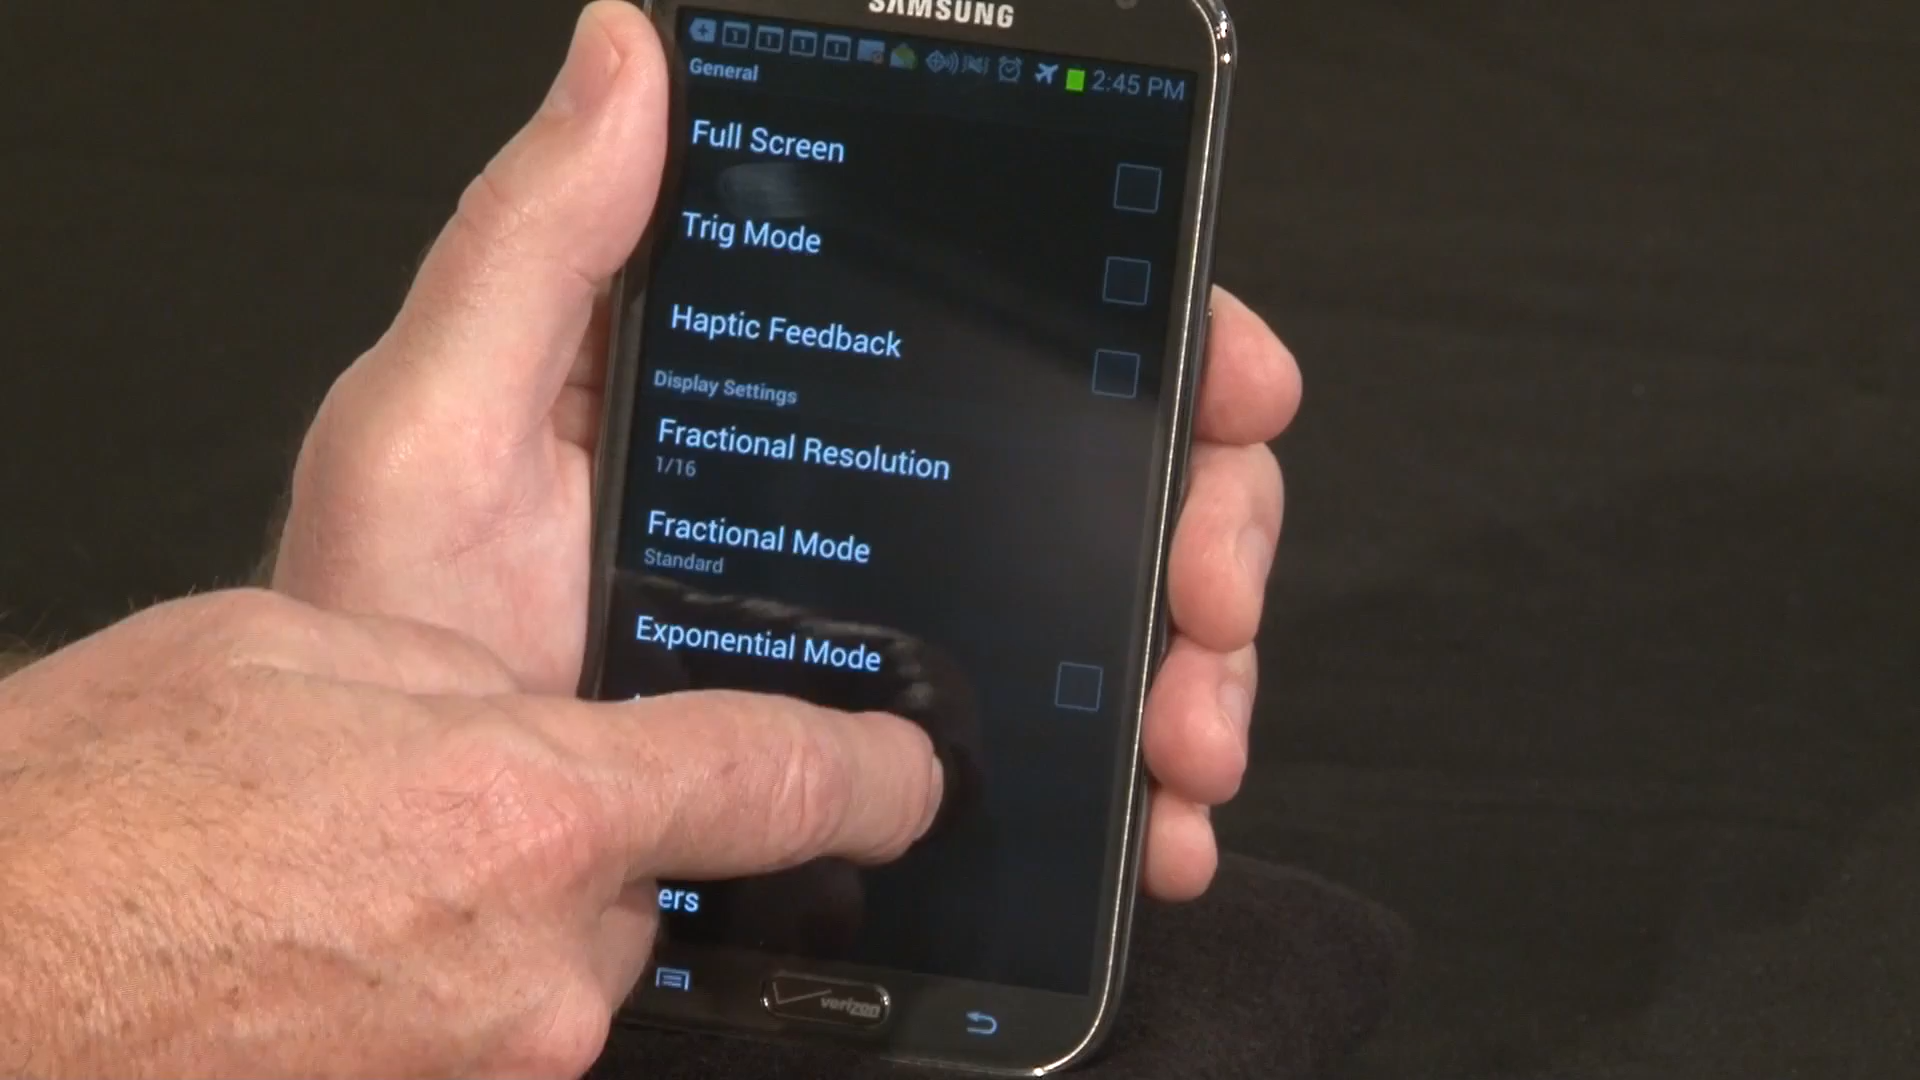 SAMSUNG
2:45 PM
General
Full Screen
Trig Mode
Haptic Feedback
Display Settings
Fractional Resolution
1/16
Fractional Mode
Standard
Exponential Mode
ers
verizon